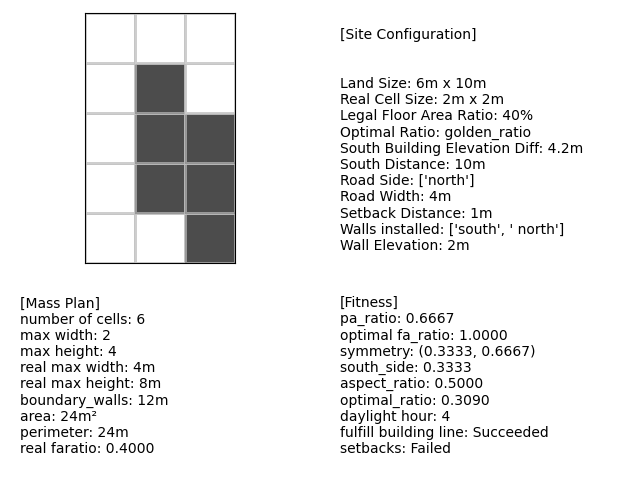 [Site Configuration]
Land Size: 6m x 10m
Real Cell Size: 2m x 2m
Legal Floor Area Ratio: 40%
Optimal Ratio: golden_ratio
South Building Elevation Diff: 4.2m
South Distance: 10m
Road Side: ['north']
Road Width: 4m
Setback Distance: 1m
Walls installed: ['south', ' north']
Wall Elevation: 2m
[Mass Plan]
number of cells: 6
max width: 2
max height: 4
real max width: 4m
real max height: 8m
boundary_walls: 12m
area: 24m²
perimeter: 24m
real faratio: 0.4000
[Fitness]
pa_ratio: 0.6667
optimal fa_ratio: 1.0000
symmetry: (0.3333, 0.6667)
south_side: 0.3333
aspect_ratio: 0.5000
optimal_ratio: 0.3090
daylight hour: 4
fulfill building line: Succeeded
setbacks: Failed